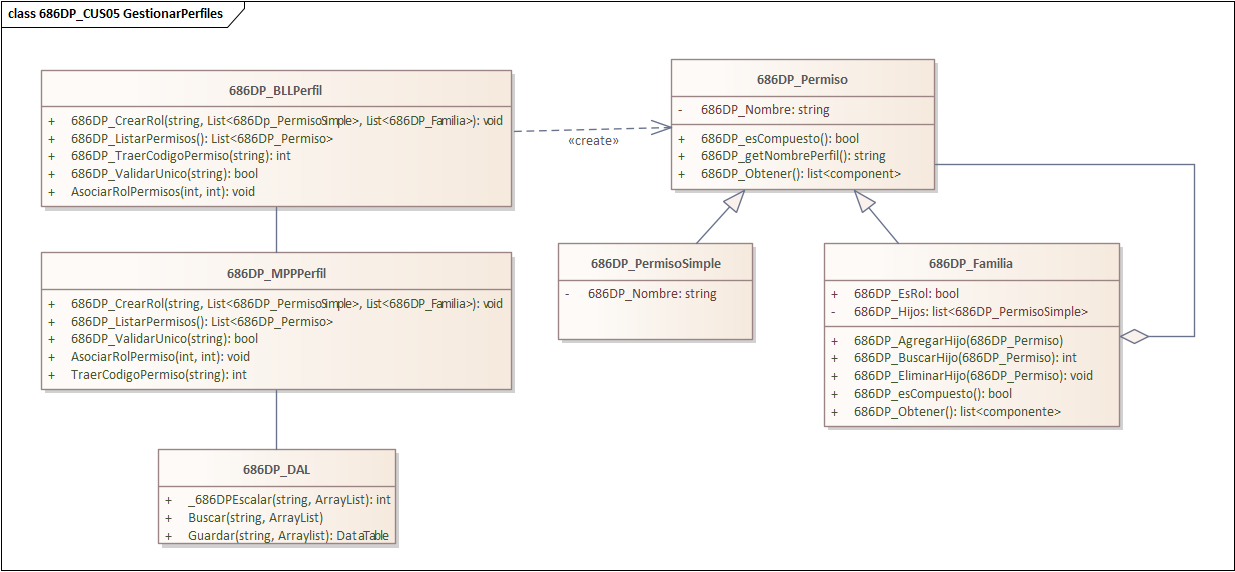 class 686DP_CUS05 GestionarPerfiles
686DP_BLLPerfil
+ 686DP_CrearRol(string, List<686Dp_PermisoSimple>, List<686DP_Familia>): void
+ 686DP_ListarPermisos(): List<686DP_Permiso>
+ 686DP_TraerCodigoPermiso(string): int
+ 686DP_ValidarUnico(string): bool
+ AsociarRolPermisos(int, int): void
«create»
686DP_Permiso
- 686DP_Nombre: string
+ 686DP_esCompuesto(): bool
+ 686DP_getNombrePerfil(): string
+ 686DP_Obtener(): list<component>
686DP_MPPPerfil
+ 686DP_CrearRol(string, List<686DP_PermisoSimple>, List<686DP_Familia>): void
+ 686DP_ListarPermisos(): List<686DP_Permiso>
+ 686DP_ValidarUnico(string): bool
+ AsociarRolPermiso(int, int): void
+ TraerCodigoPermiso(string): int
686DP_PermisoSimple
- 686DP_Nombre: string
686DP_Familia
+ 686DP_EsRol: bool
- 686DP_Hijos: list<686DP_PermisoSimple>
+ 686DP_AgregarHijo(686DP_Permiso)
+ 686DP_BuscarHijo(686DP_Permiso): int
+ 686DP_EliminarHijo(686DP_Permiso): void
+ 686DP_esCompuesto(): bool
+ 686DP_Obtener(): list<componente>
686DP_DAL
+ _686DPEscalar(string, ArrayList): int
+ Buscar(string, ArrayList)
+ Guardar(string, Arraylist): DataTable